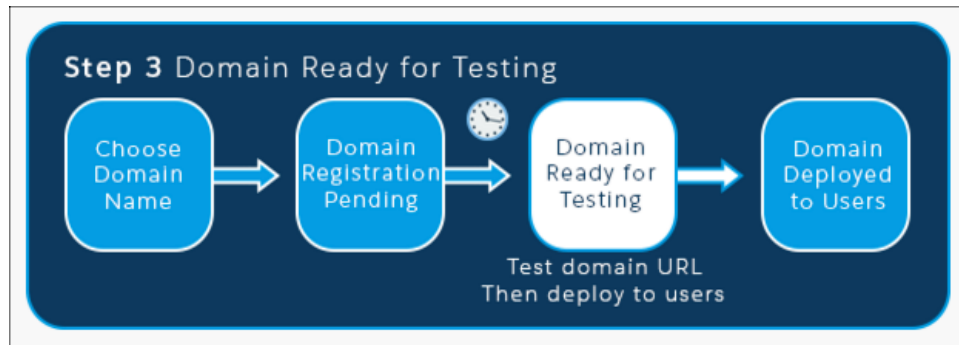 Step 3 Domain Ready for Testing
Choose
Domain
Name
Domain
Registration
Pending
Domain
Ready for
Testing
Domain
Deployed
to Users
Test domain URL
Then deploy to users